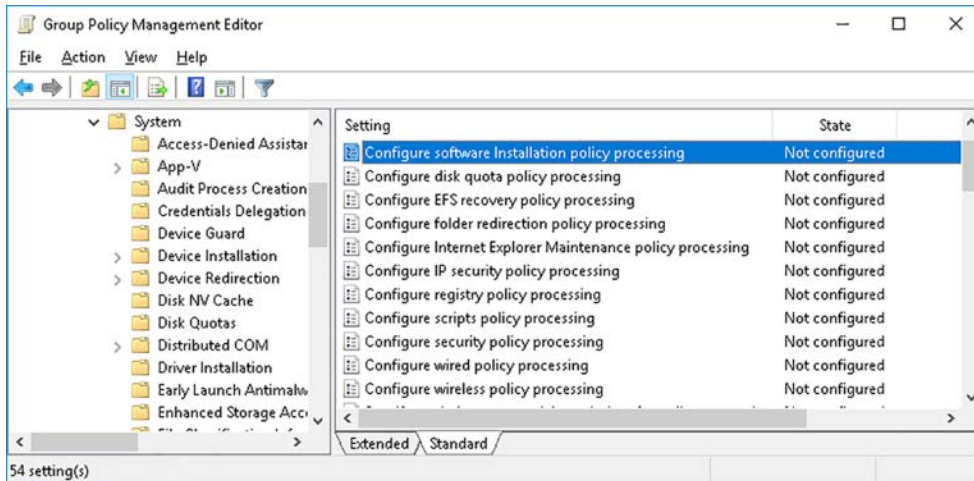 Group Policy Management Editor
File Action View Help
System
Access-Denied Assistar
App-V
Audit Process Creation
Credentials Delegation
Device Guard
Device Installation
Device Redirection
Disk NV Cache
Disk Quotas
Distributed COM
Driver Installation
Early Launch Antimalw
Enhanced Storage Acc
Setting State
Configure software Installation policy processing Not configured
Configure disk quota policy processing Not configured
Configure EFS recovery policy processing Not configured
Configure folder redirection policy processing Not configured
Configure Internet Explorer Maintenance policy processing Not configured
Configure IP security policy processing Not configured
Configure registry policy processing Not configured
Configure scripts policy processing Not configured
Configure security policy processing Not configured
Configure wired policy processing Not configured
Configure wireless policy processing Not configured
Extended Standard
54 setting(s)